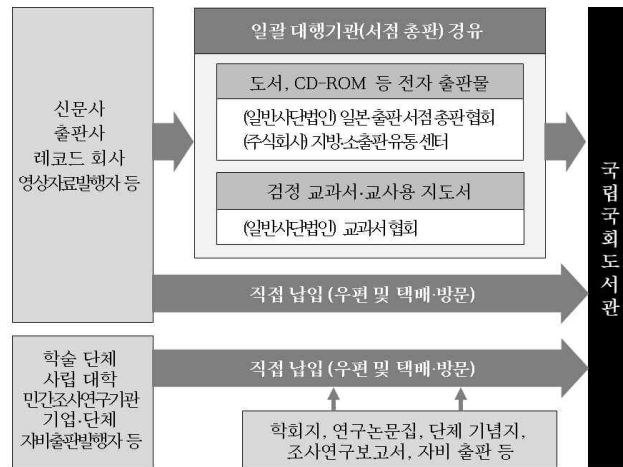 신문사
출판사
레코드 회사
영상자료발행자 등
일괄 대행기관(서점 총판) 경유
도서, CD-ROM 등 전자 출판물
(일반사단법인) 일본 출판 서점 총판 협회
(주식회사) 지방.소출판 유통 센터
검정 교과서·교사용 지도서
(일반사단법인) 교과서 협회
직접 납입 (우편 및 택배·방문)
학술 단체
사립 대학
민간조사연구기관
기업·단체
자비출판발행자 등
직접 납입 (우편 및 택배·방문)
학회지, 연구논문집, 단체 기념지,
조사연구보고서, 자비 출판 등
국립국회도서관